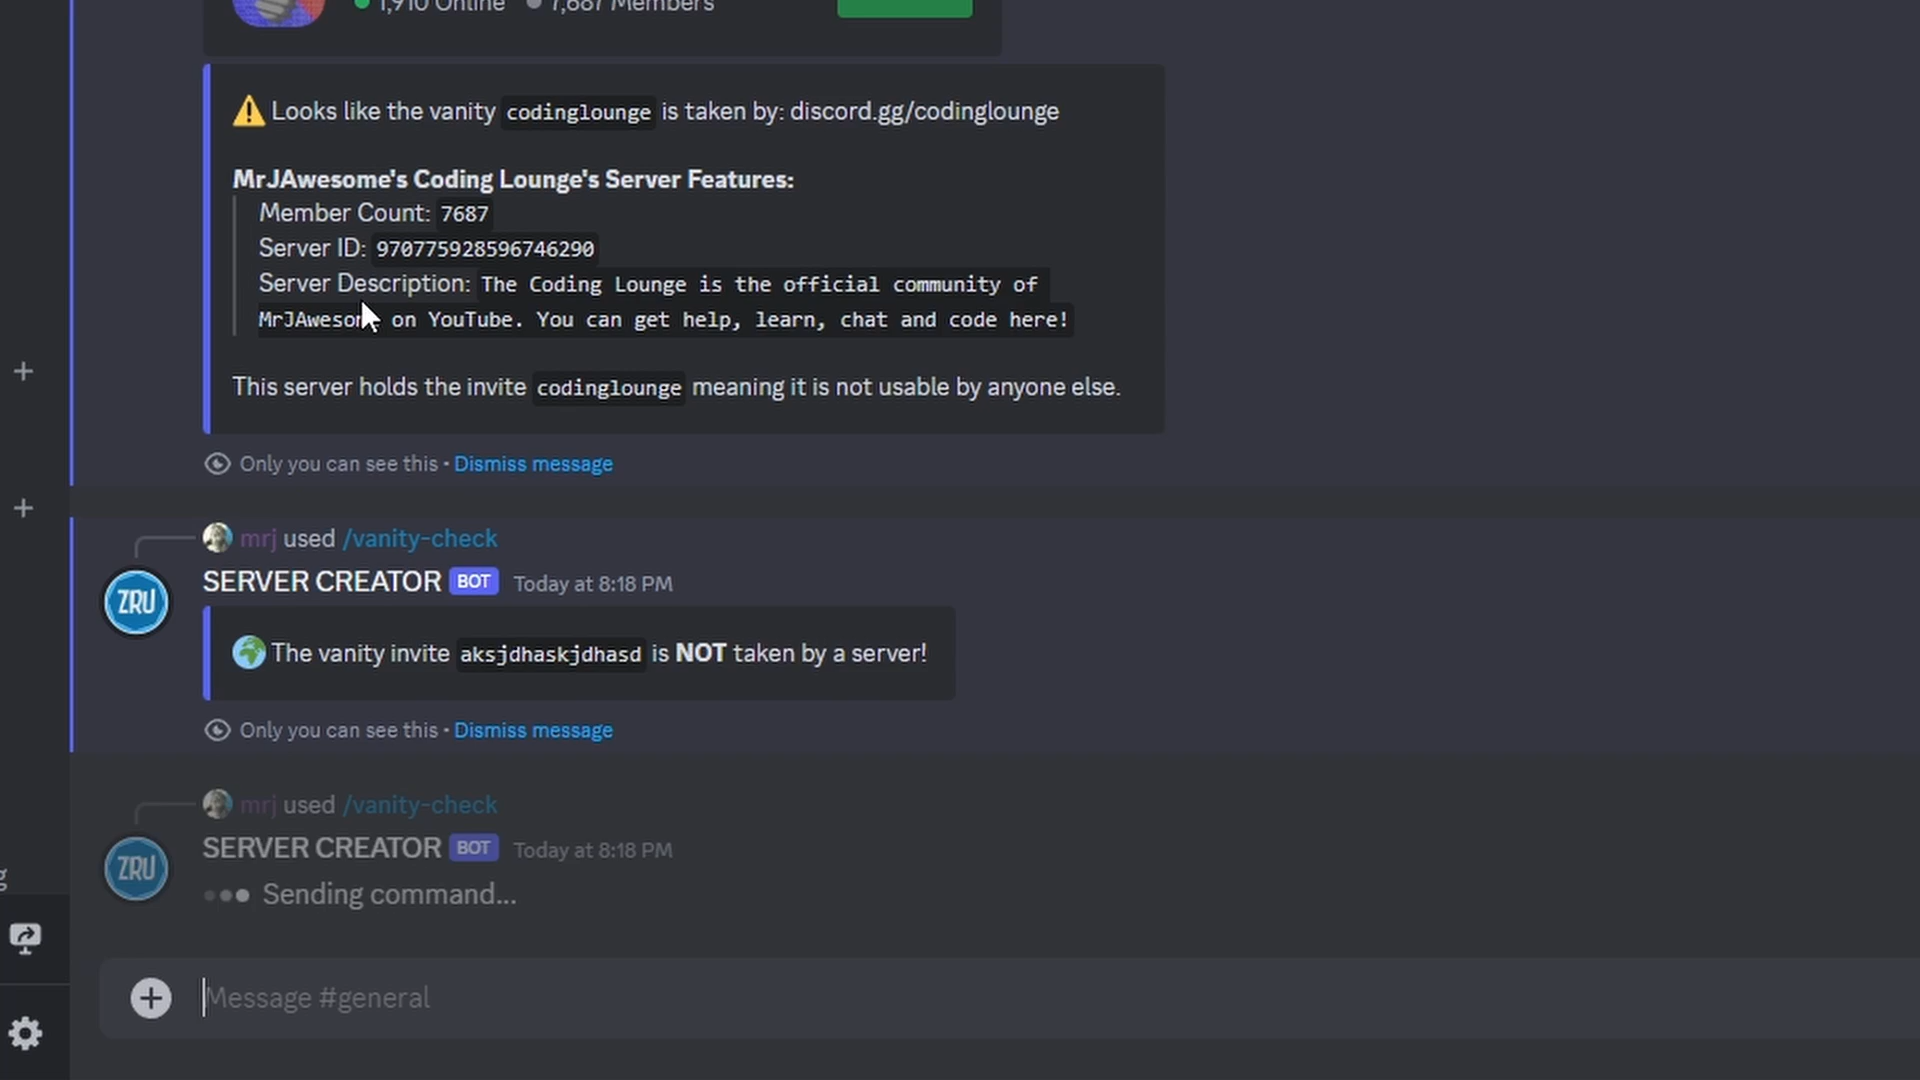 1,910 Online 7,687 Members
Looks like the vanity codinglounge is taken by: discord.gg/codinglounge
MrJAwesome's Coding Lounge's Server Features:
Member Count: 7687
Server ID: 970775928596746290
Server Description: The Coding Lounge is the official community of
MrJAwesome on YouTube. You can get help, learn, chat and code here!
This server holds the invite codinglounge meaning it is not usable by anyone else.
Only you can see this • Dismiss message
mrj used /vanity-check
ZRU
SERVER CREATOR BOT Today at 8:18 PM
The vanity invite aksjdhaskjdhasd is NOT taken by a server!
Only you can see this • Dismiss message
mrj used /vanity-check
ZRU
SERVER CREATOR BOT Today at 8:18 PM
Sending command...
g
Message #general